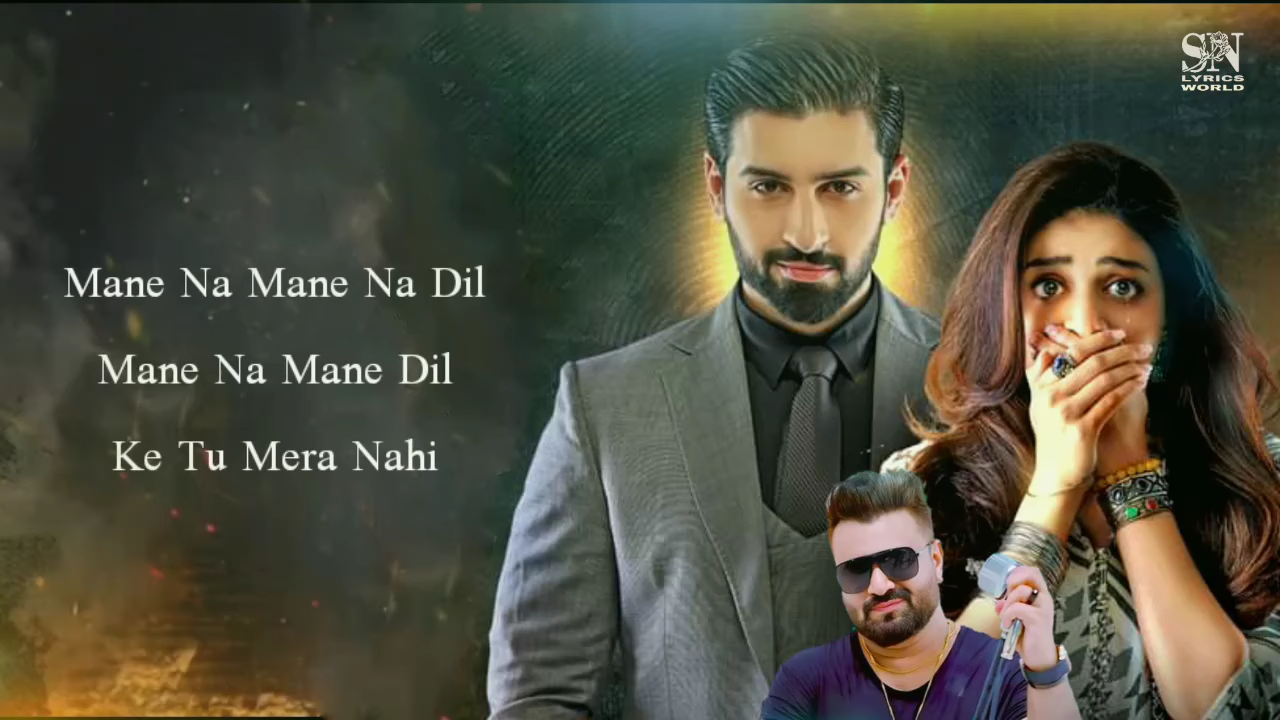 Mane Na Mane Na Dil
Mane Na Mane Dil
Ke Tu Mera Nahi
SN
LYRICS
WORLD